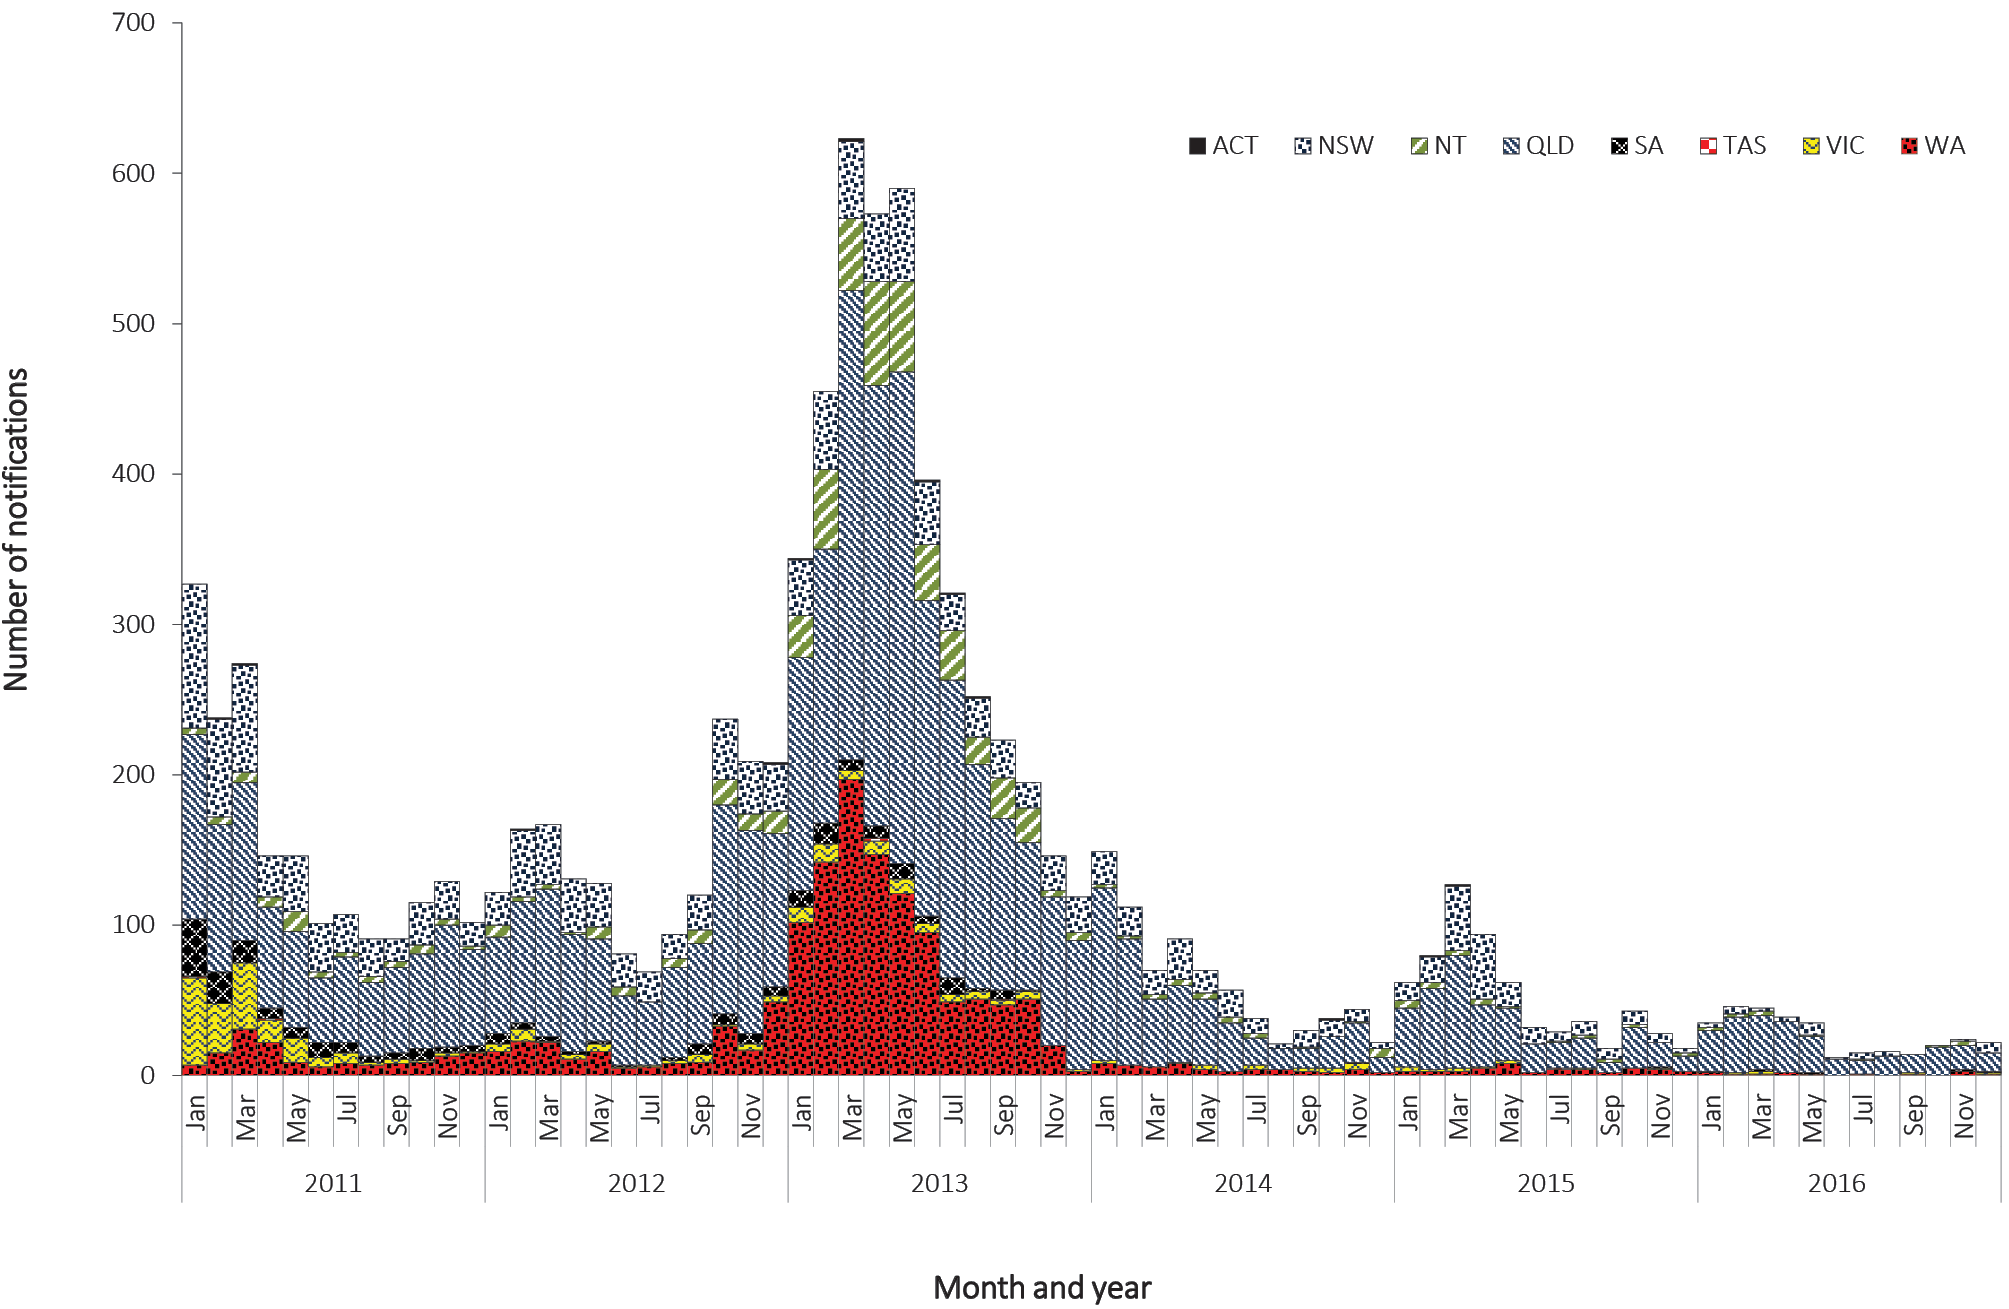 700
600
500
400
300
200
100
0
Number of notifications
ACT NSW NT QLD SA TAS VIC WA
Jan Mar May Jul Sep Nov Jan Mar May Jul Sep Nov Jan Mar May Jul Sep Nov Jan Mar May Jul Sep Nov Jan Mar May Jul Sep Nov Jan Mar May Jul Sep Nov
2011 2012 2013 2014 2015 2016
Month and year